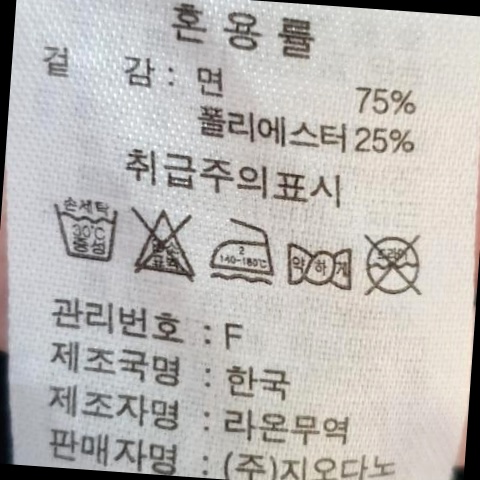 혼용률
겉 감 : 면 75%
폴리에스터 25%
취급주의표시
손세탁 30℃ 중성 염소 표백 2 140~160℃ 약하게 드라이
관리번호 : F
제조국명 : 한국
제조자명 : 라온무역
판매자명 : (주)지오다노